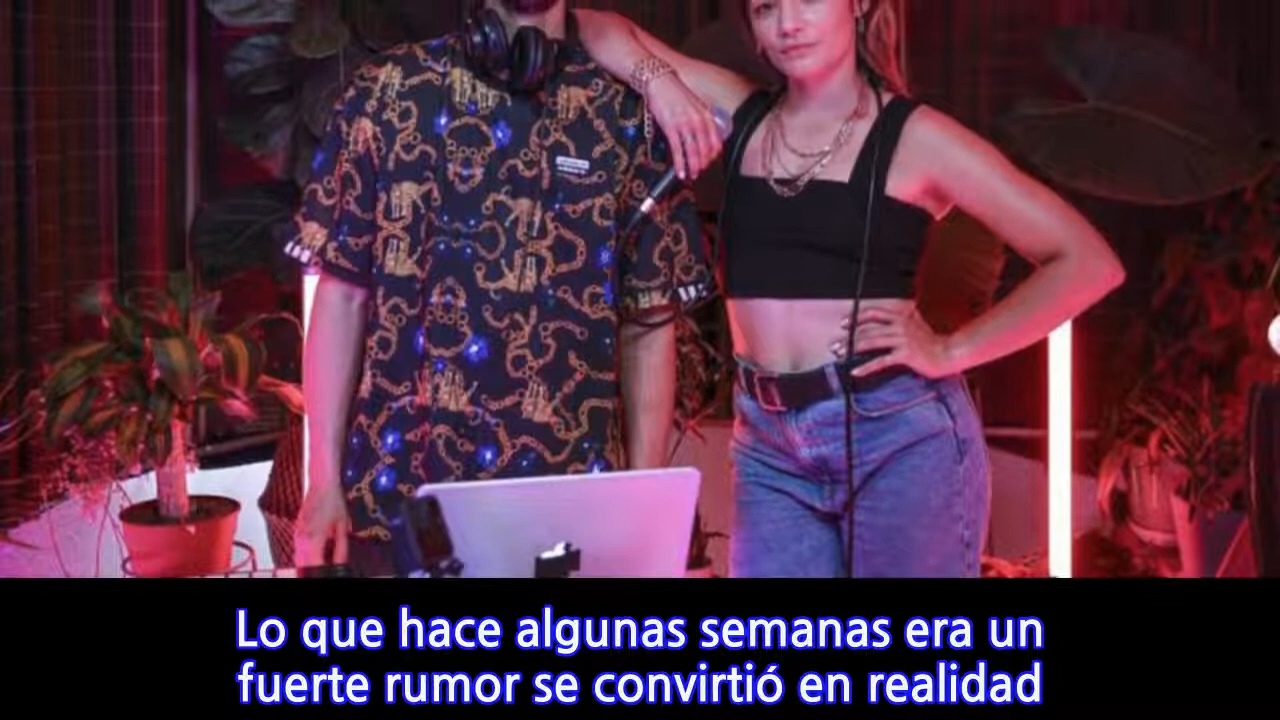 Lo que hace algunas semanas era un
fuerte rumor se convirtió en realidad